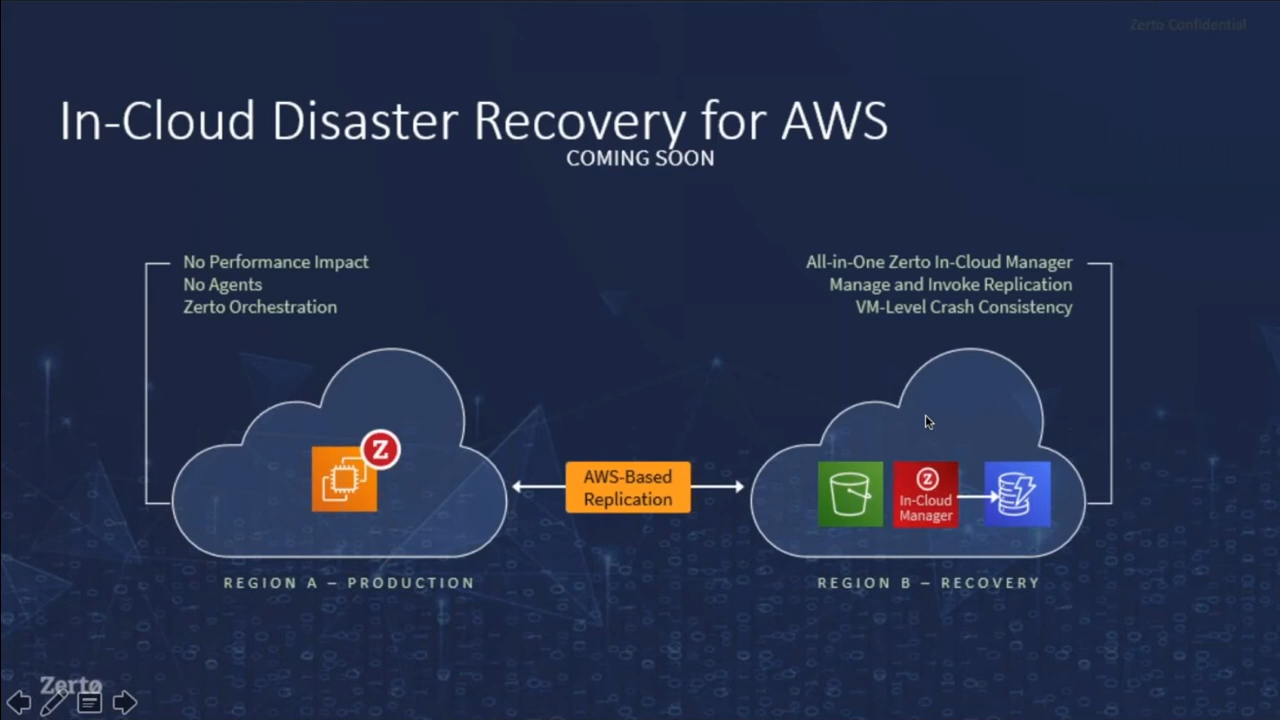 Zerto Confidential
In-Cloud Disaster Recovery for AWS
COMING SOON
No Performance Impact
No Agents
Zerto Orchestration
All-in-One Zerto In-Cloud Manager
Manage and Invoke Replication
VM-Level Crash Consistency
Z
AWS-Based
Replication
Z
In-Cloud
Manager
REGION A – PRODUCTION
REGION B – RECOVERY
Zerto